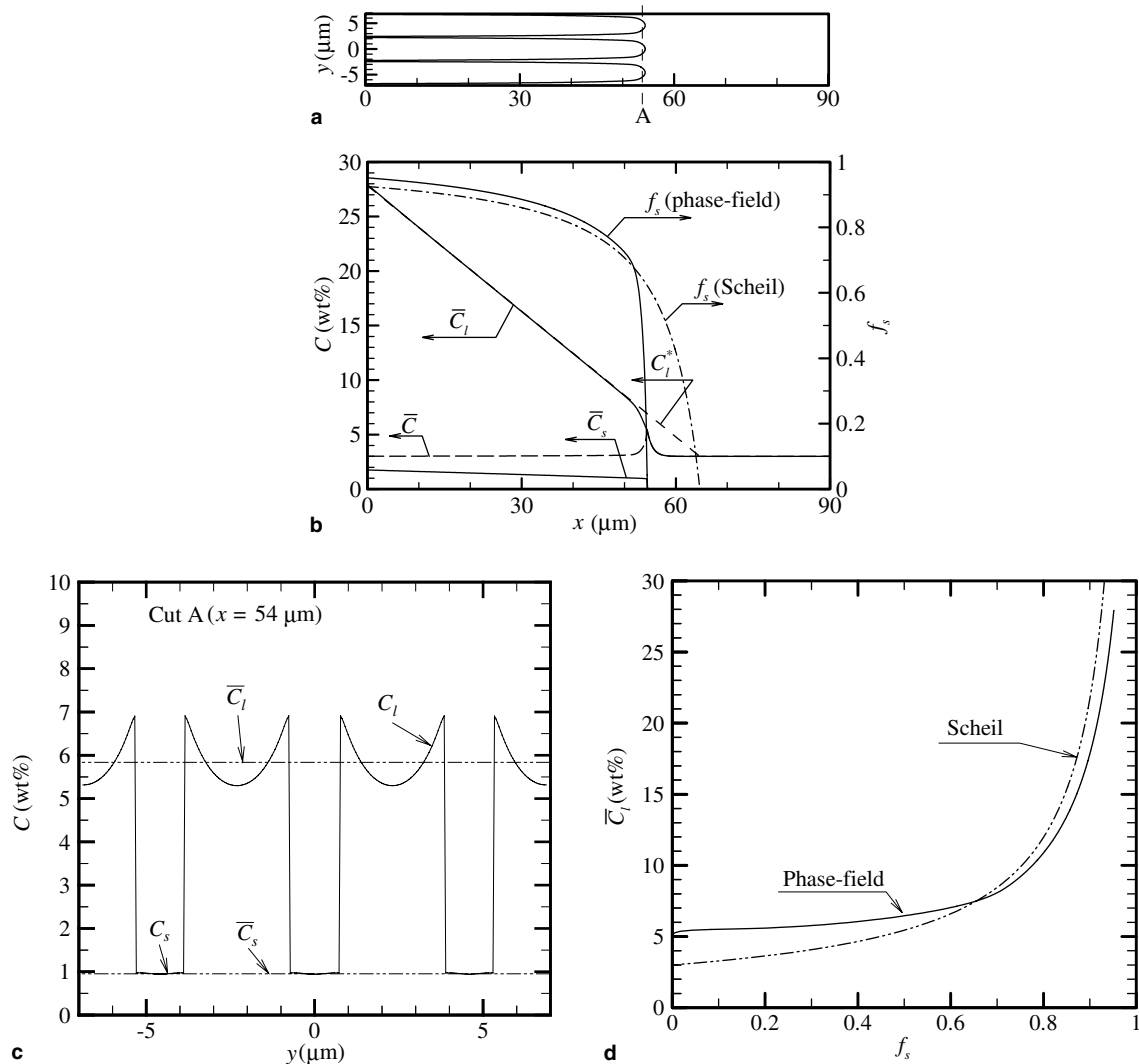 y (μm)
5
0
-5
0
30
60
90
A
a
30
25
20
15
10
5
0
C (wt%)
1
0.8
0.6
0.4
0.2
0
f_s
f_s (phase-field)
f_s (Scheil)
C̅_l
C_l^*
C̅
C̅_s
0
30
60
90
x (μm)
b
10
9
8
7
6
5
4
3
2
1
0
C (wt%)
Cut A (x = 54 μm)
C̅_l
C_l
C_s
C̅_s
-5
0
5
y (μm)
c
30
25
20
15
10
5
0
C̅_l (wt%)
Scheil
Phase-field
0
0.2
0.4
0.6
0.8
1
f_s
d